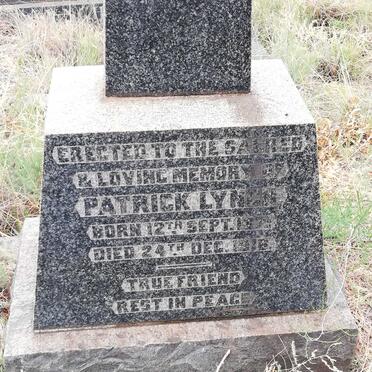 ERECTED TO THE SACRED
& LOVING MEMORY OF
PATRICK
BORN 12TH SEPT.
DIED 24TH DEC. 1916
TRUE FRIEND
REST IN PEACE